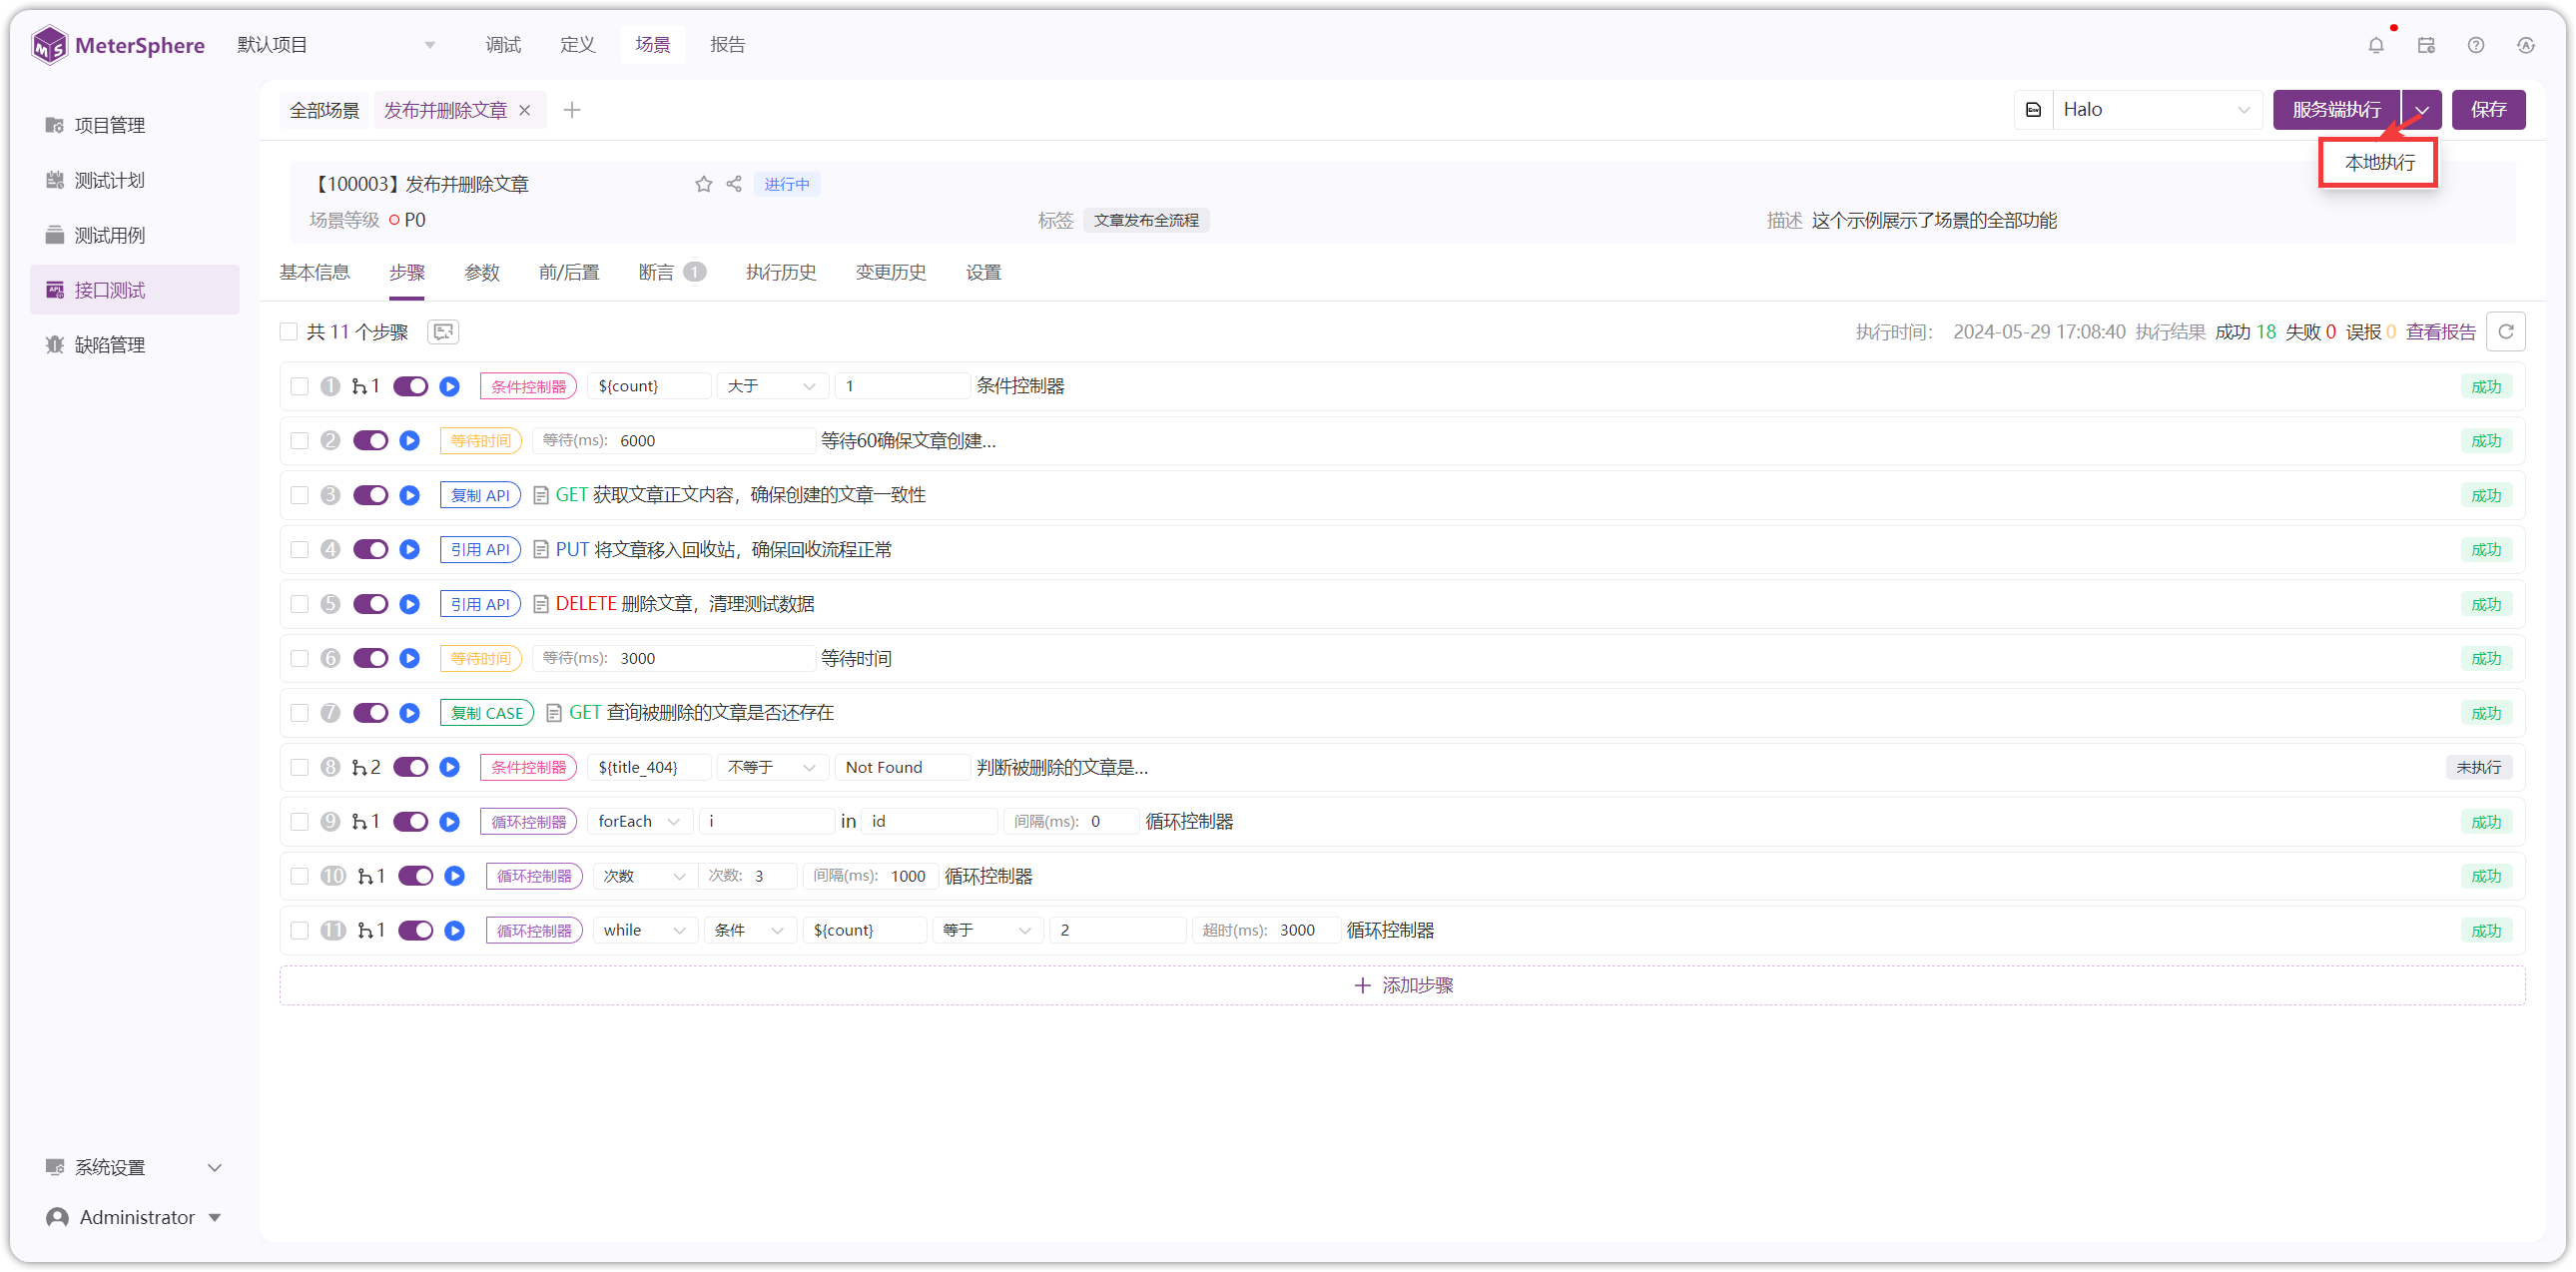 MeterSphere 默认项目 调试 定义 场景 报告
项目管理
测试计划
测试用例
接口测试
缺陷管理
系统设置
Administrator
全部场景 发布并删除文章 Halo 服务端执行 保存
本地执行
【100003】发布并删除文章 进行中
场景等级 P0 标签 文章发布全流程 描述 这个示例展示了场景的全部功能
基本信息 步骤 参数 前/后置 断言 1 执行历史 变更历史 设置
共 11 个步骤 执行时间: 2024-05-29 17:08:40 执行结果 成功 18 失败 0 误报 0 查看报告
1 1 条件控制器 ${count} 大于 1 条件控制器 成功
2 等待时间 等待(ms): 6000 等待60确保文章创建... 成功
3 复制 API GET 获取文章正文内容，确保创建的文章一致性 成功
4 引用 API PUT 将文章移入回收站，确保回收流程正常 成功
5 引用 API DELETE 删除文章，清理测试数据 成功
6 等待时间 等待(ms): 3000 等待时间 成功
7 复制 CASE GET 查询被删除的文章是否还存在 成功
8 2 条件控制器 ${title_404} 不等于 Not Found 判断被删除的文章是... 未执行
9 1 循环控制器 forEach i in id 间隔(ms): 0 循环控制器 成功
10 1 循环控制器 次数 次数: 3 间隔(ms): 1000 循环控制器 成功
11 1 循环控制器 while 条件 ${count} 等于 2 超时(ms): 3000 循环控制器 成功
添加步骤